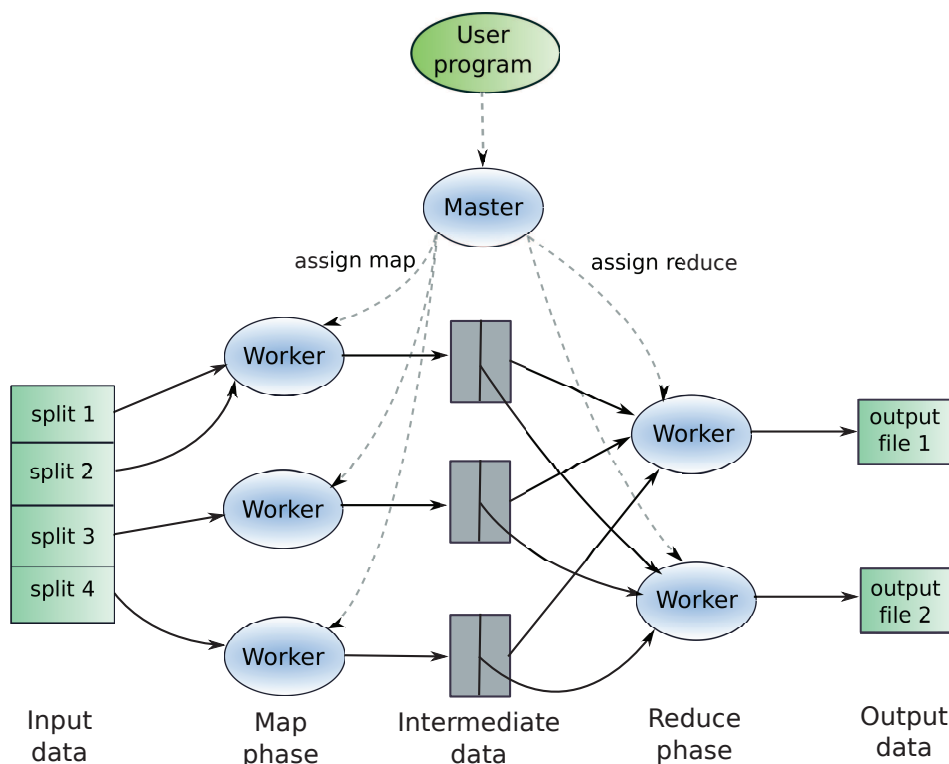 User
program
Master
assign map
assign reduce
Worker
split 1
output
file 1
Worker
split 2
Worker
split 3
split 4
output
file 2
Worker
Worker
Input
data
Map
phase
Intermediate
data
Reduce
phase
Output
data